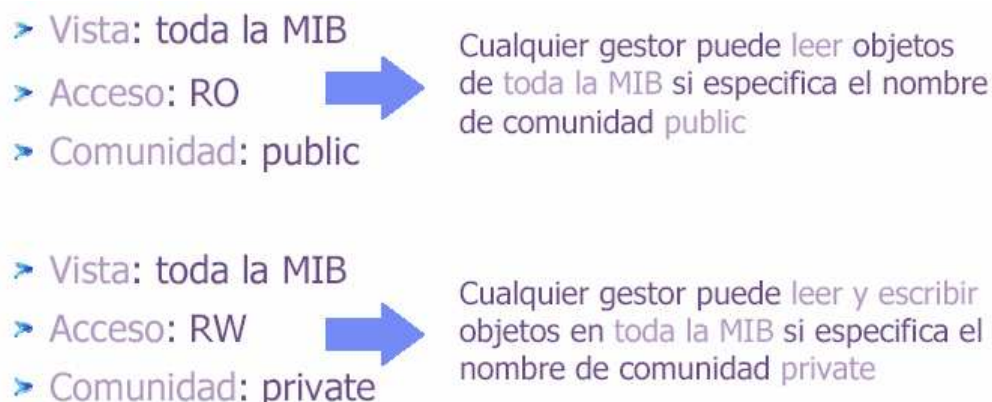 Vista: toda la MIB
Acceso: RO
Comunidad: public
Cualquier gestor puede leer objetos
de toda la MIB si especifica el nombre
de comunidad public
Vista: toda la MIB
Acceso: RW
Comunidad: private
Cualquier gestor puede leer y escribir
objetos en toda la MIB si especifica el
nombre de comunidad private